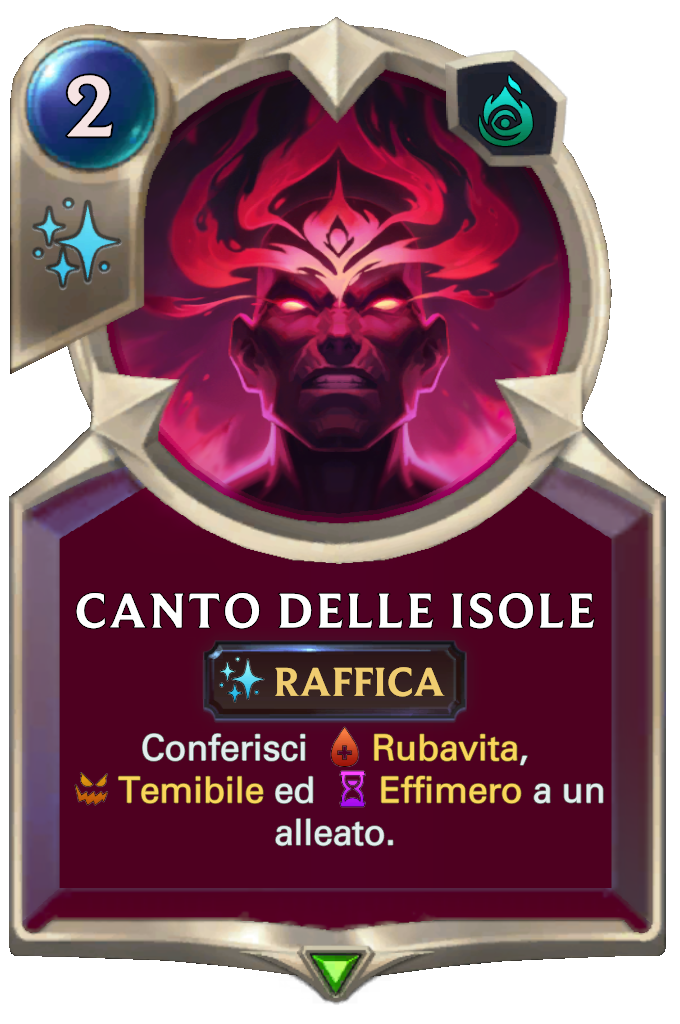 2
CANTO DELLE ISOLE
RAFFICA
Conferisci Rubavita,
Temibile ed Effimero a un
alleato.